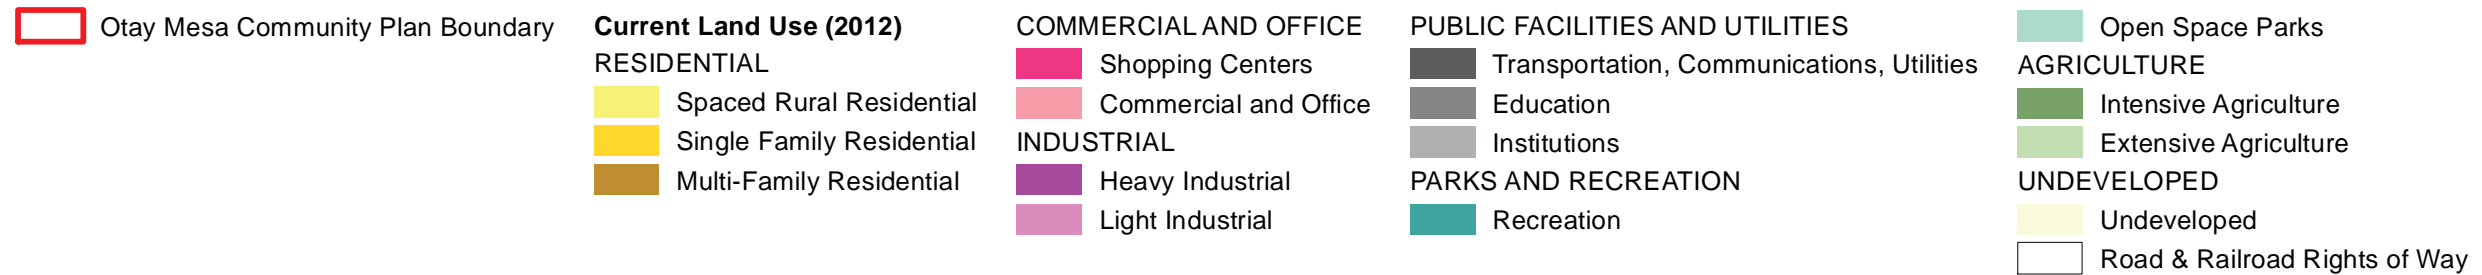 Otay Mesa Community Plan Boundary
Current Land Use (2012)
RESIDENTIAL
Spaced Rural Residential
Single Family Residential
Multi-Family Residential
COMMERCIAL AND OFFICE
Shopping Centers
Commercial and Office
INDUSTRIAL
Heavy Industrial
Light Industrial
PUBLIC FACILITIES AND UTILITIES
Transportation, Communications, Utilities
Education
Institutions
PARKS AND RECREATION
Recreation
Open Space Parks
AGRICULTURE
Intensive Agriculture
Extensive Agriculture
UNDEVELOPED
Undeveloped
Road & Railroad Rights of Way